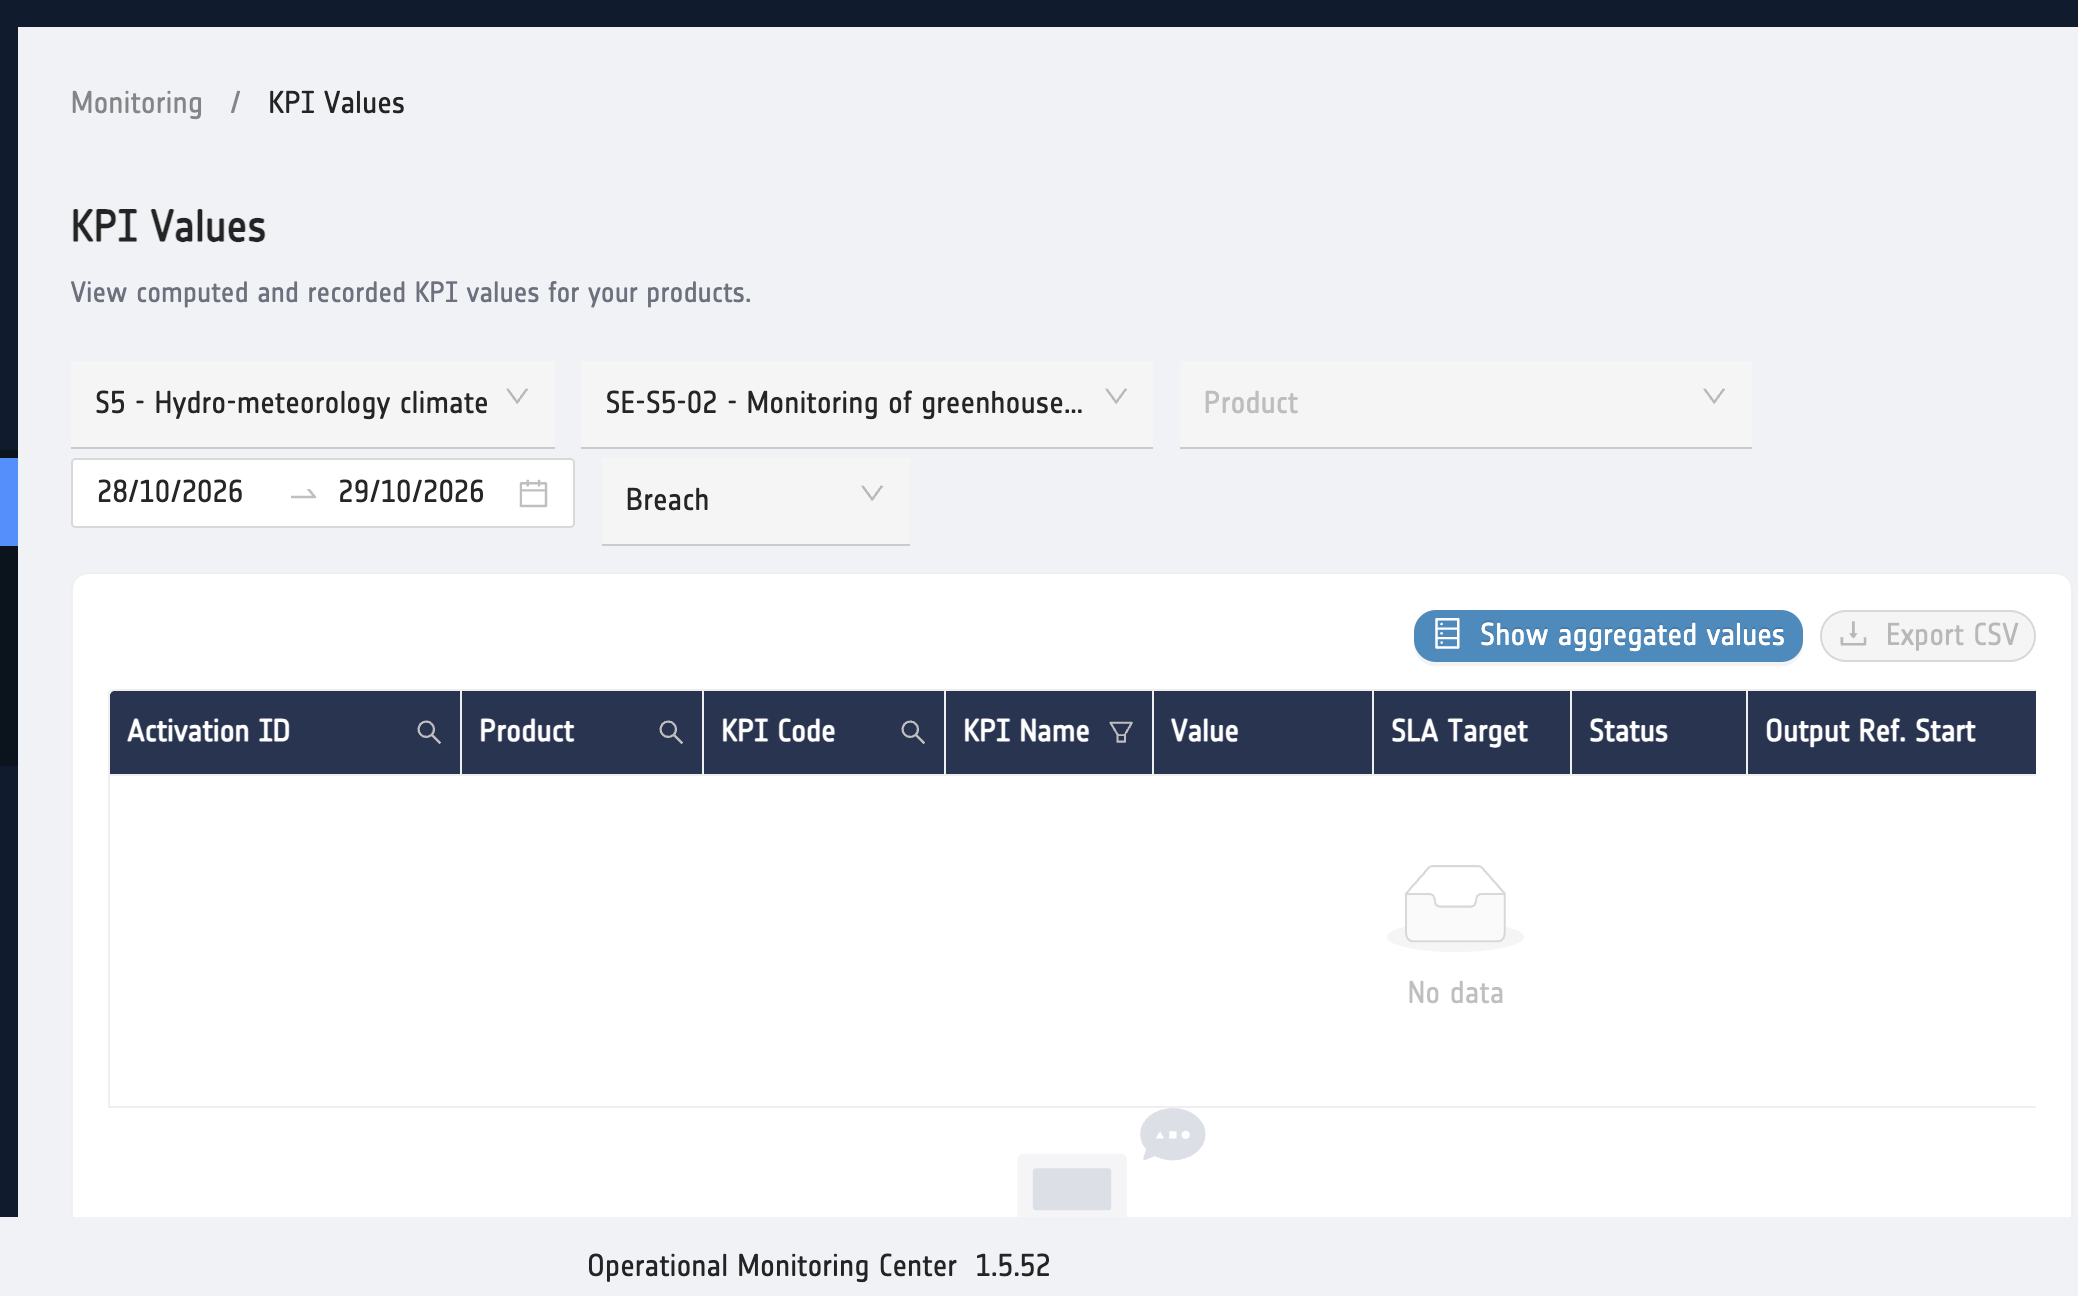 Monitoring / KPI Values
KPI Values
View computed and recorded KPI values for your products.
S5 - Hydro-meteorology climate SE-S5-02 - Monitoring of greenhouse... Product
28/10/2026 29/10/2026 Breach
Show aggregated values Export CSV
Activation ID Product KPI Code KPI Name Value SLA Target Status Output Ref. Start
No data
Operational Monitoring Center 1.5.52